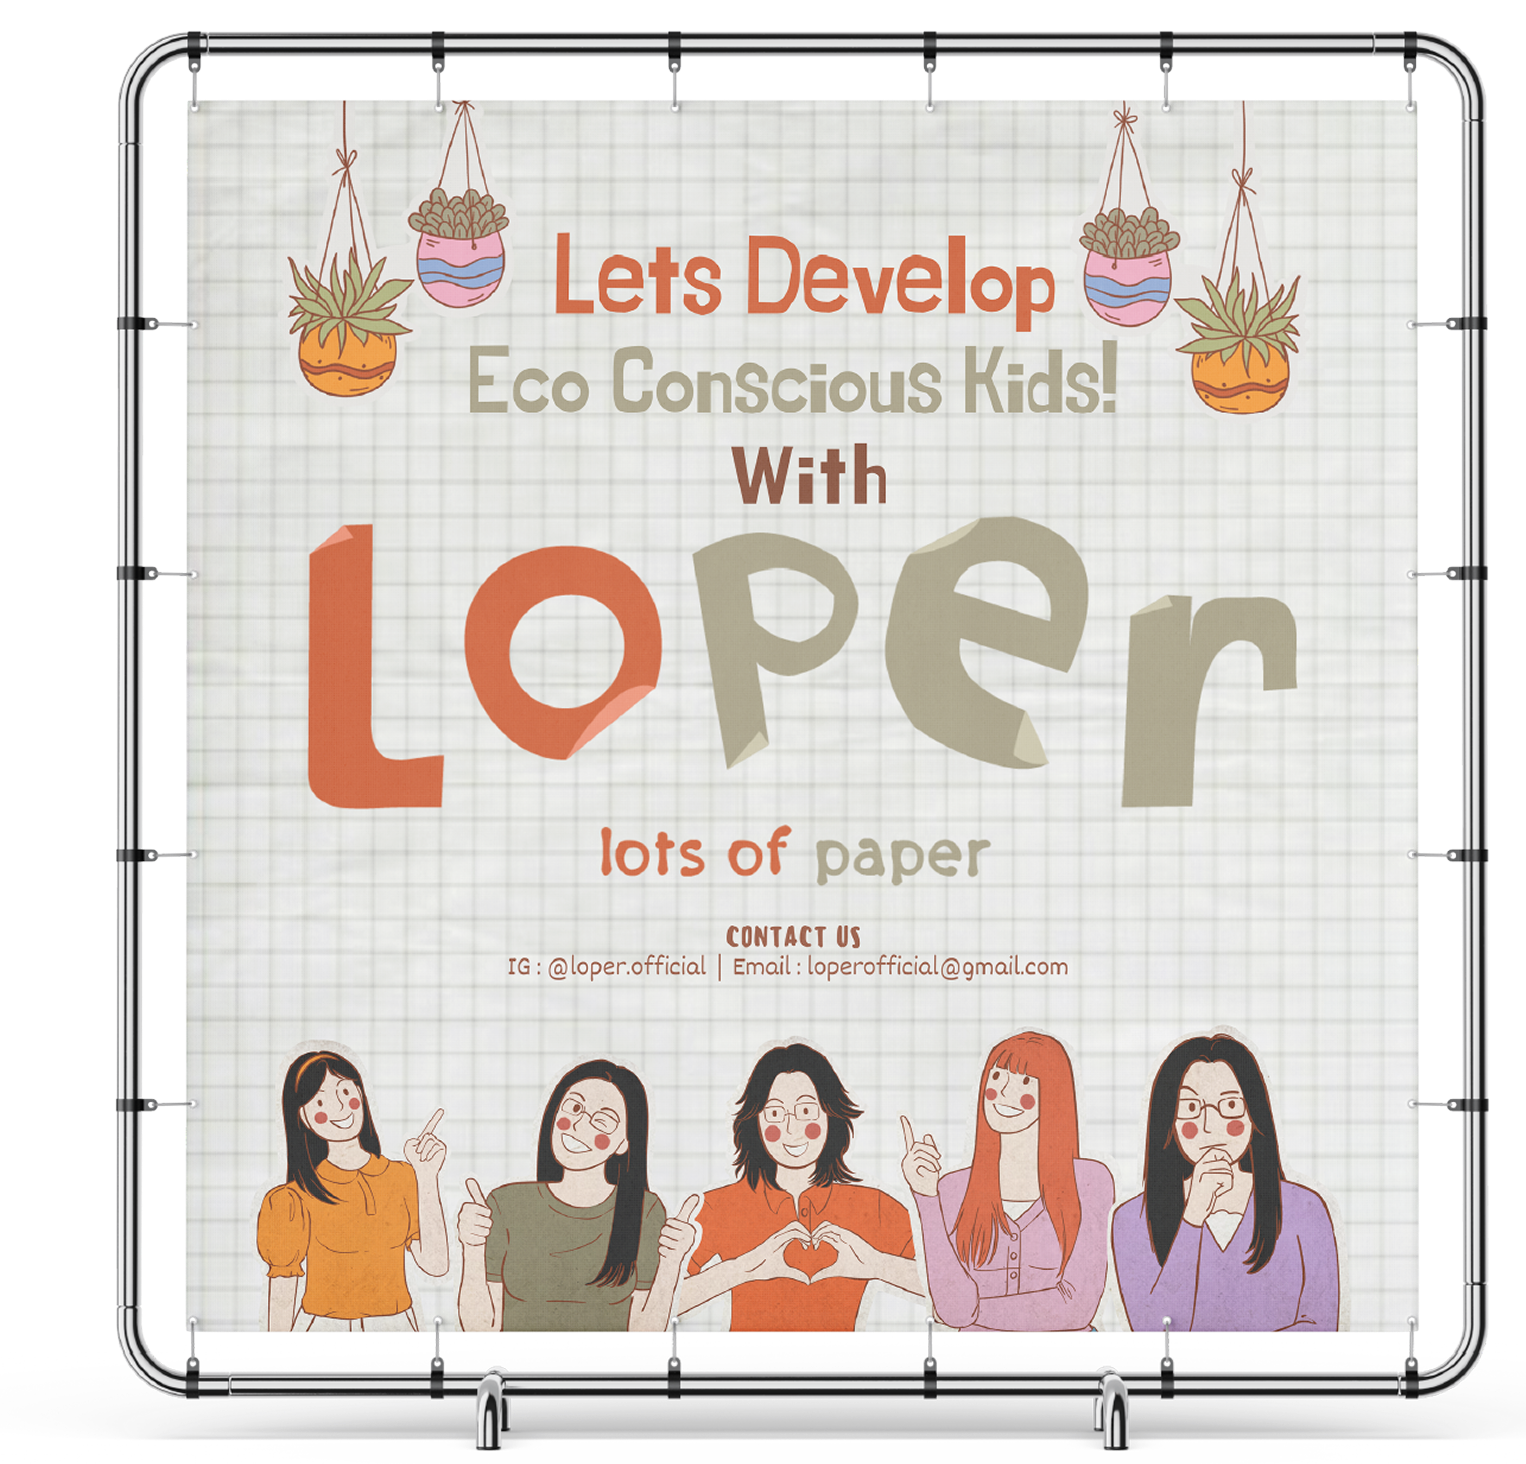 Lets Develop
Eco Conscious Kids!
With
Loper
lots of paper
CONTACT US
IG : @loper.official | Email : loperofficial@gmail.com